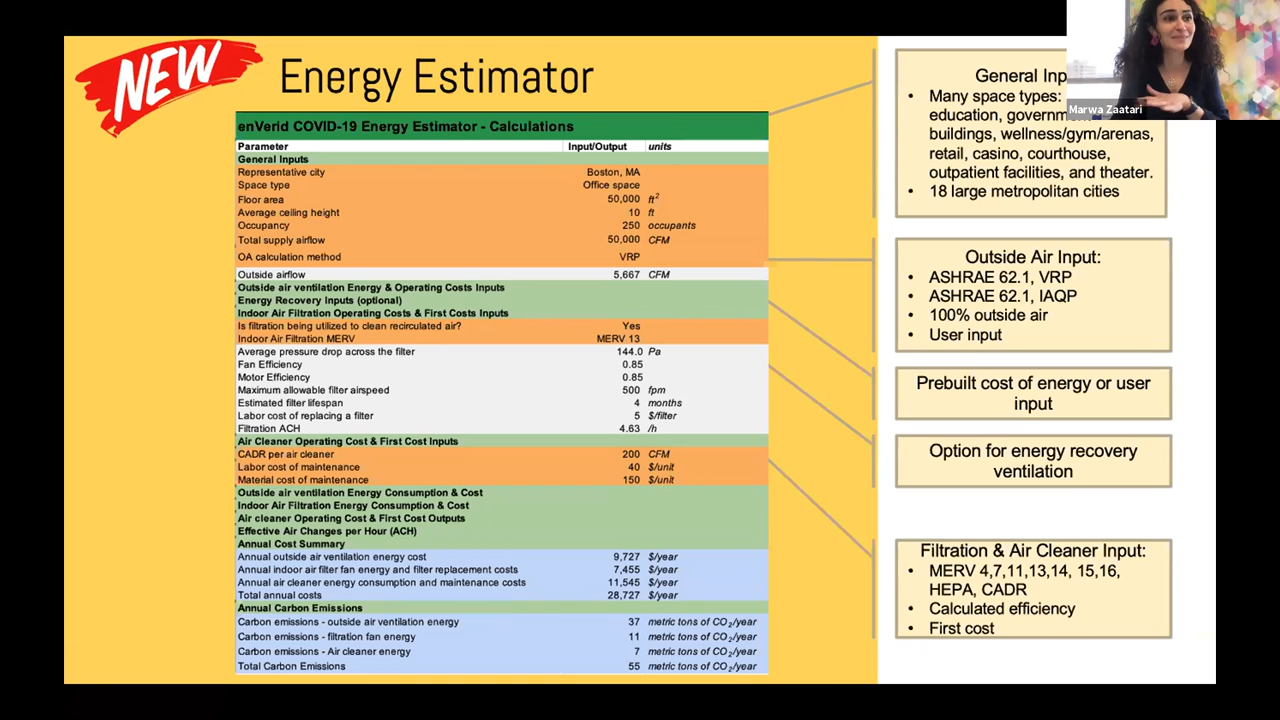 NEW
Energy Estimator
enVerid COVID-19 Energy Estimator - Calculations
Parameter Input/Output units
General Inputs
Representative city Boston, MA
Space type Office space
Floor area 50,000 ft²
Average ceiling height 10 ft
Occupancy 250 occupants
Total supply airflow 50,000 CFM
OA calculation method VRP
Outside airflow 5,667 CFM
Outside air ventilation Energy & Operating Costs Inputs
Energy Recovery Inputs (optional)
Indoor Air Filtration Operating Costs & First Costs Inputs
Is filtration being utilized to clean recirculated air? Yes
Indoor Air Filtration MERV MERV 13
Average pressure drop across the filter 144.0 Pa
Fan Efficiency 0.85
Motor Efficiency 0.85
Maximum allowable filter airspeed 500 fpm
Estimated filter lifespan 4 months
Labor cost of replacing a filter 5 $/filter
Filtration ACH 4.63 /h
Air Cleaner Operating Cost & First Cost Inputs
CADR per air cleaner 200 CFM
Labor cost of maintenance 40 $/unit
Material cost of maintenance 150 $/unit
Outside air ventilation Energy Consumption & Cost
Indoor Air Filtration Energy Consumption & Cost
Air cleaner Operating Cost & First Cost Outputs
Effective Air Changes per Hour (ACH)
Annual Cost Summary
Annual outside air ventilation energy cost 9,727 $/year
Annual indoor air filter fan energy and filter replacement costs 7,455 $/year
Annual air cleaner energy consumption and maintenance costs 11,545 $/year
Total annual costs 28,727 $/year
Annual Carbon Emissions
Carbon emissions - outside air ventilation energy 37 metric tons of CO₂/year
Carbon emissions - filtration fan energy 11 metric tons of CO₂/year
Carbon emissions - Air cleaner energy 7 metric tons of CO₂/year
Total Carbon Emissions 55 metric tons of CO₂/year
General Inp
• Many space types:
education, governm
buildings, wellness/gym/arenas,
retail, casino, courthouse,
outpatient facilities, and theater.
• 18 large metropolitan cities
Marwa Zaatari
Outside Air Input:
• ASHRAE 62.1, VRP
• ASHRAE 62.1, IAQP
• 100% outside air
• User input
Prebuilt cost of energy or user
input
Option for energy recovery
ventilation
Filtration & Air Cleaner Input:
• MERV 4,7,11,13,14, 15,16,
HEPA, CADR
• Calculated efficiency
• First cost